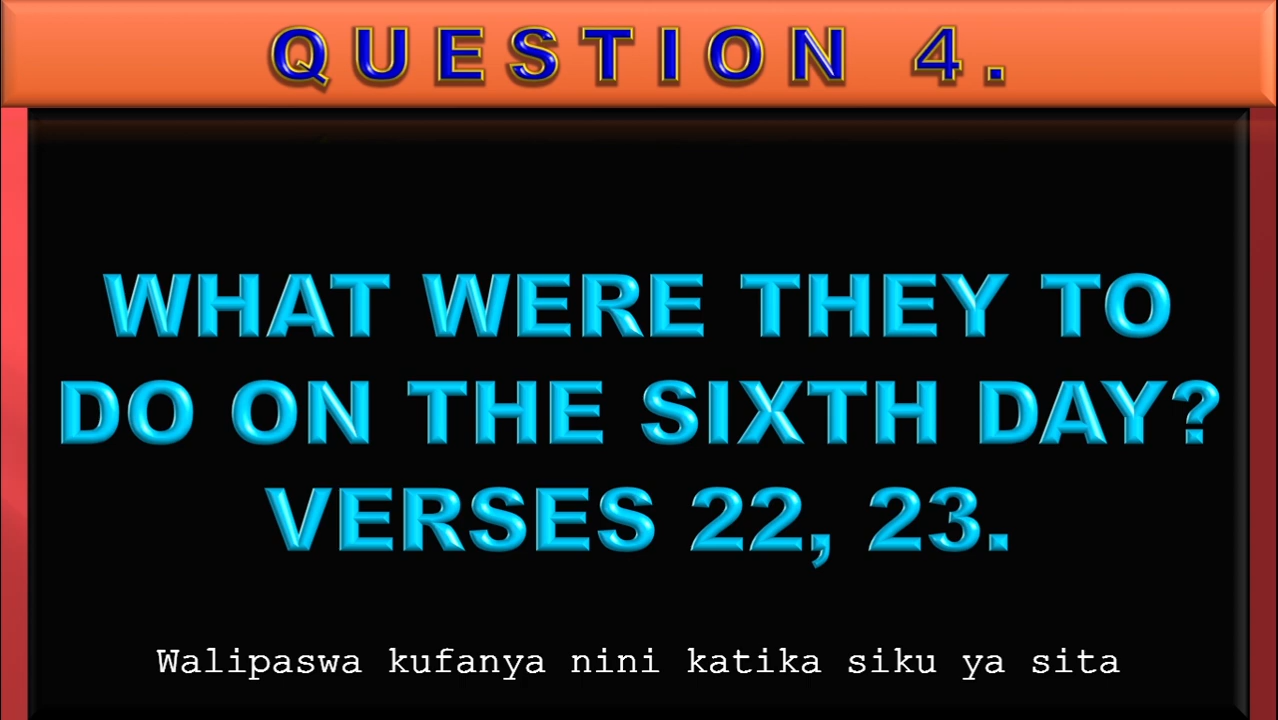 QUESTION 4.
WHAT WERE THEY TO
DO ON THE SIXTH DAY?
VERSES 22, 23.
Walipaswa kufanya nini katika siku ya sita